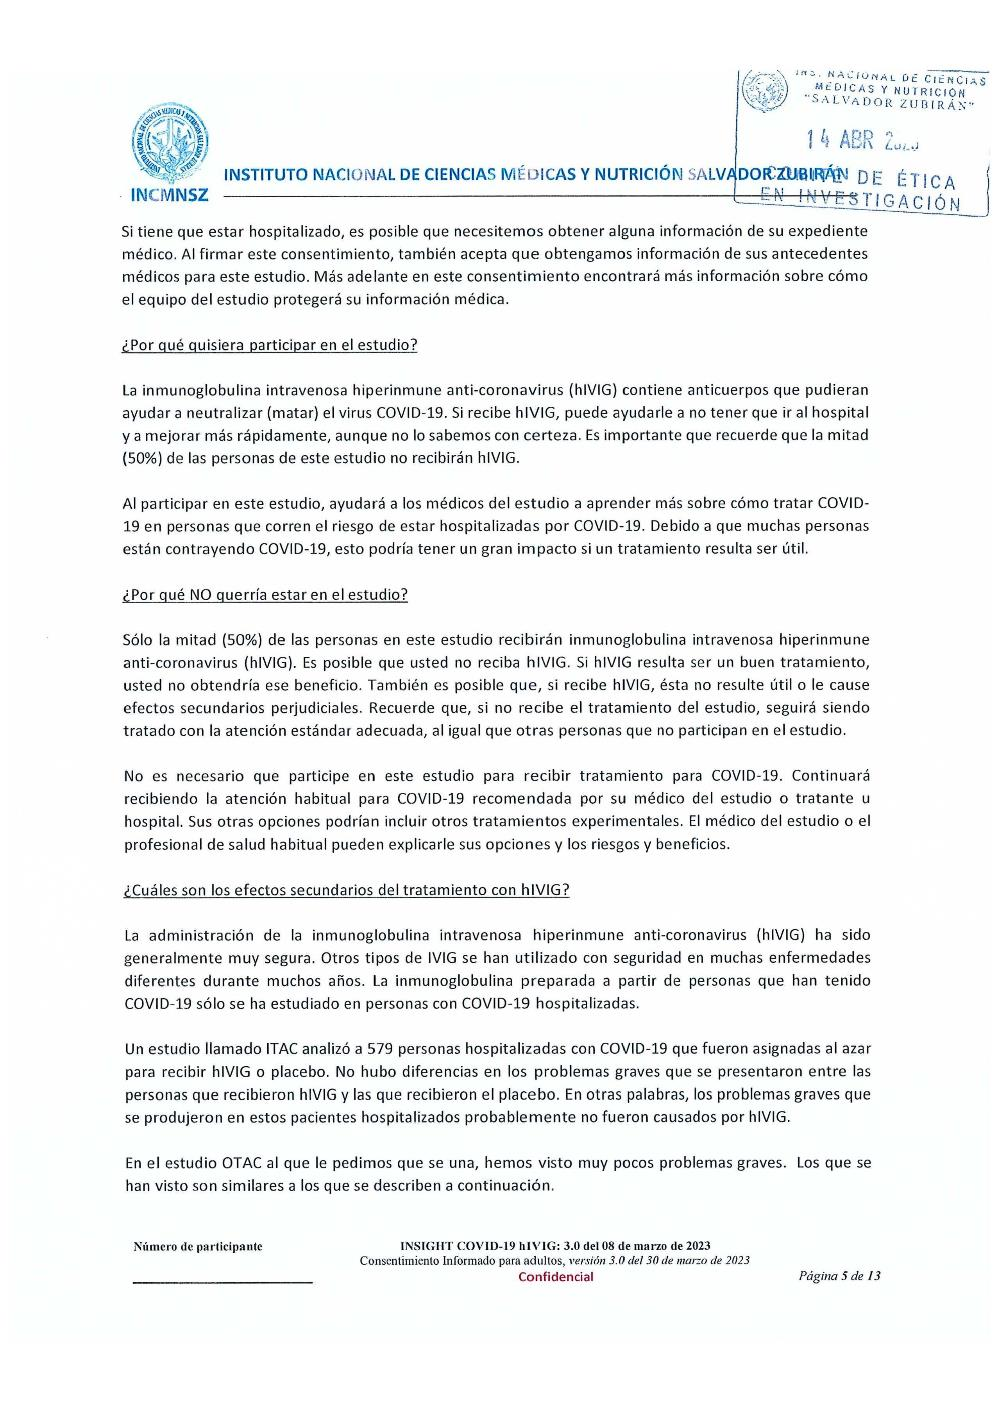 INS. NACIONAL DE CIENCIAS
MÉDICAS Y NUTRICIÓN
"SALVADOR ZUBIRÁN"
14 ABR
DE ÉTICA
EN INVESTIGACIÓN
INCMNSZ
INSTITUTO NACIONAL DE CIENCIAS MÉDICAS Y NUTRICIÓN SALVADOR ZUBIRÁN
Si tiene que estar hospitalizado, es posible que necesitemos obtener alguna información de su expediente
médico. Al firmar este consentimiento, también acepta que obtengamos información de sus antecedentes
médicos para este estudio. Más adelante en este consentimiento encontrará más información sobre cómo
el equipo del estudio protegerá su información médica.
¿Por qué quisiera participar en el estudio?
La inmunoglobulina intravenosa hiperinmune anti-coronavirus (hIVIG) contiene anticuerpos que pudieran
ayudar a neutralizar (matar) el virus COVID-19. Si recibe hIVIG, puede ayudarle a no tener que ir al hospital
y a mejorar más rápidamente, aunque no lo sabemos con certeza. Es importante que recuerde que la mitad
(50%) de las personas de este estudio no recibirán hIVIG.
Al participar en este estudio, ayudará a los médicos del estudio a aprender más sobre cómo tratar COVID-
19 en personas que corren el riesgo de estar hospitalizadas por COVID-19. Debido a que muchas personas
están contrayendo COVID-19, esto podría tener un gran impacto si un tratamiento resulta ser útil.
¿Por qué NO querría estar en el estudio?
Sólo la mitad (50%) de las personas en este estudio recibirán inmunoglobulina intravenosa hiperinmune
anti-coronavirus (hIVIG). Es posible que usted no reciba hIVIG. Si hIVIG resulta ser un buen tratamiento,
usted no obtendría ese beneficio. También es posible que, si recibe hIVIG, ésta no resulte útil o le cause
efectos secundarios perjudiciales. Recuerde que, si no recibe el tratamiento del estudio, seguirá siendo
tratado con la atención estándar adecuada, al igual que otras personas que no participan en el estudio.
No es necesario que participe en este estudio para recibir tratamiento para COVID-19. Continuará
recibiendo la atención habitual para COVID-19 recomendada por su médico del estudio o tratante u
hospital. Sus otras opciones podrían incluir otros tratamientos experimentales. El médico del estudio o el
profesional de salud habitual pueden explicarle sus opciones y los riesgos y beneficios.
¿Cuáles son los efectos secundarios del tratamiento con hIVIG?
La administración de la inmunoglobulina intravenosa hiperinmune anti-coronavirus (hIVIG) ha sido
generalmente muy segura. Otros tipos de IVIG se han utilizado con seguridad en muchas enfermedades
diferentes durante muchos años. La inmunoglobulina preparada a partir de personas que han tenido
COVID-19 sólo se ha estudiado en personas con COVID-19 hospitalizadas.
Un estudio llamado ITAC analizó a 579 personas hospitalizadas con COVID-19 que fueron asignadas al azar
para recibir hIVIG o placebo. No hubo diferencias en los problemas graves que se presentaron entre las
personas que recibieron hIVIG y las que recibieron el placebo. En otras palabras, los problemas graves que
se produjeron en estos pacientes hospitalizados probablemente no fueron causados por hIVIG.
En el estudio OTAC al que le pedimos que se una, hemos visto muy pocos problemas graves. Los que se
han visto son similares a los que se describen a continuación.
Número de participante
INSIGHT COVID-19 hIVIG: 3.0 del 08 de marzo de 2023
Consentimiento Informado para adultos, versión 3.0 del 30 de marzo de 2023
Confidencial
Página 5 de 13